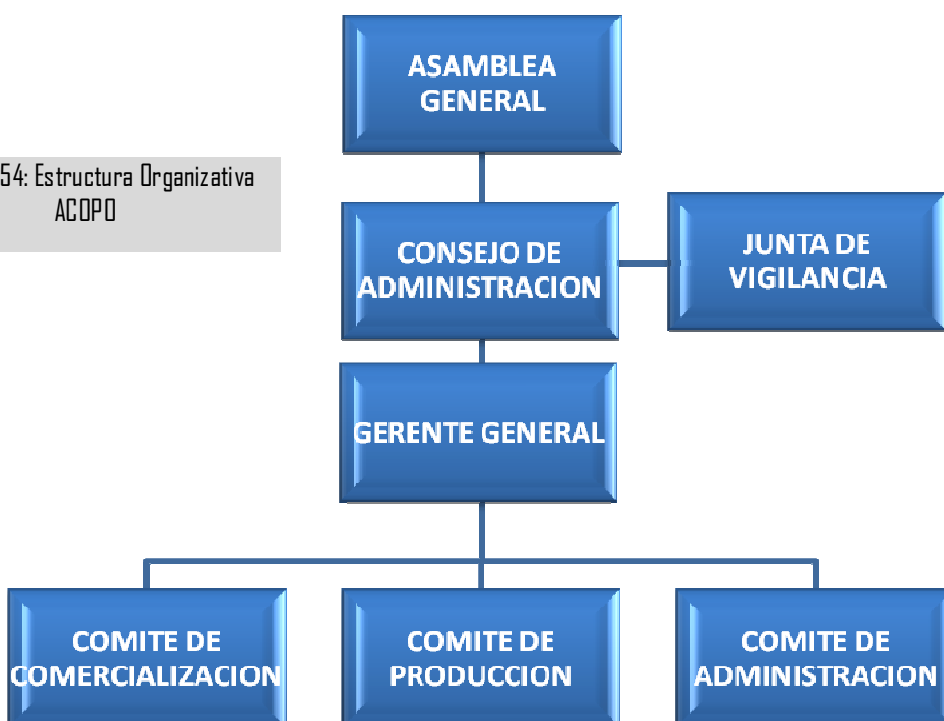 ASAMBLEA
GENERAL
54: Estructura Organizativa
ACOPO
CONSEJO DE
ADMINISTRACION
JUNTA DE
VIGILANCIA
GERENTE GENERAL
COMITE DE
COMERCIALIZACION
COMITE DE
PRODUCCION
COMITE DE
ADMINISTRACION